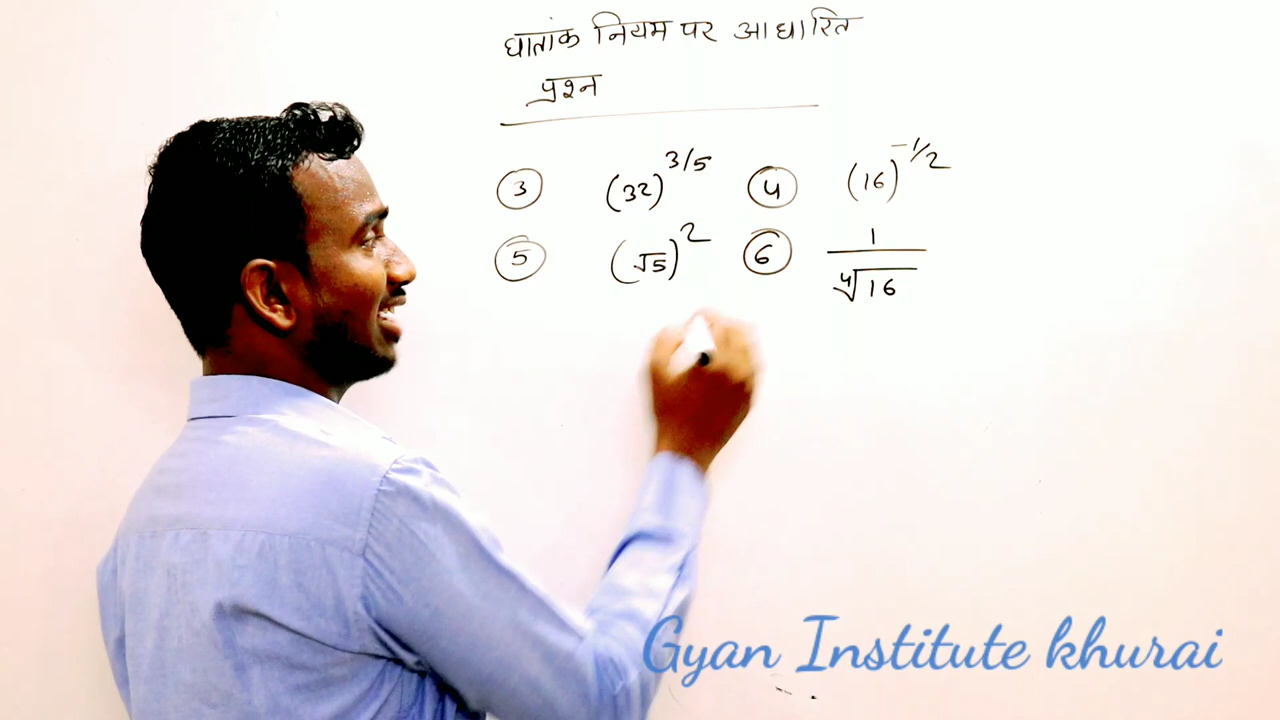 घातांक नियम पर आधारित
प्रश्न
③ (32)^3/5 ④ (16)^-1/2
⑤ (√5)^2 ⑥ 1/∜16
Gyan Institute khurai